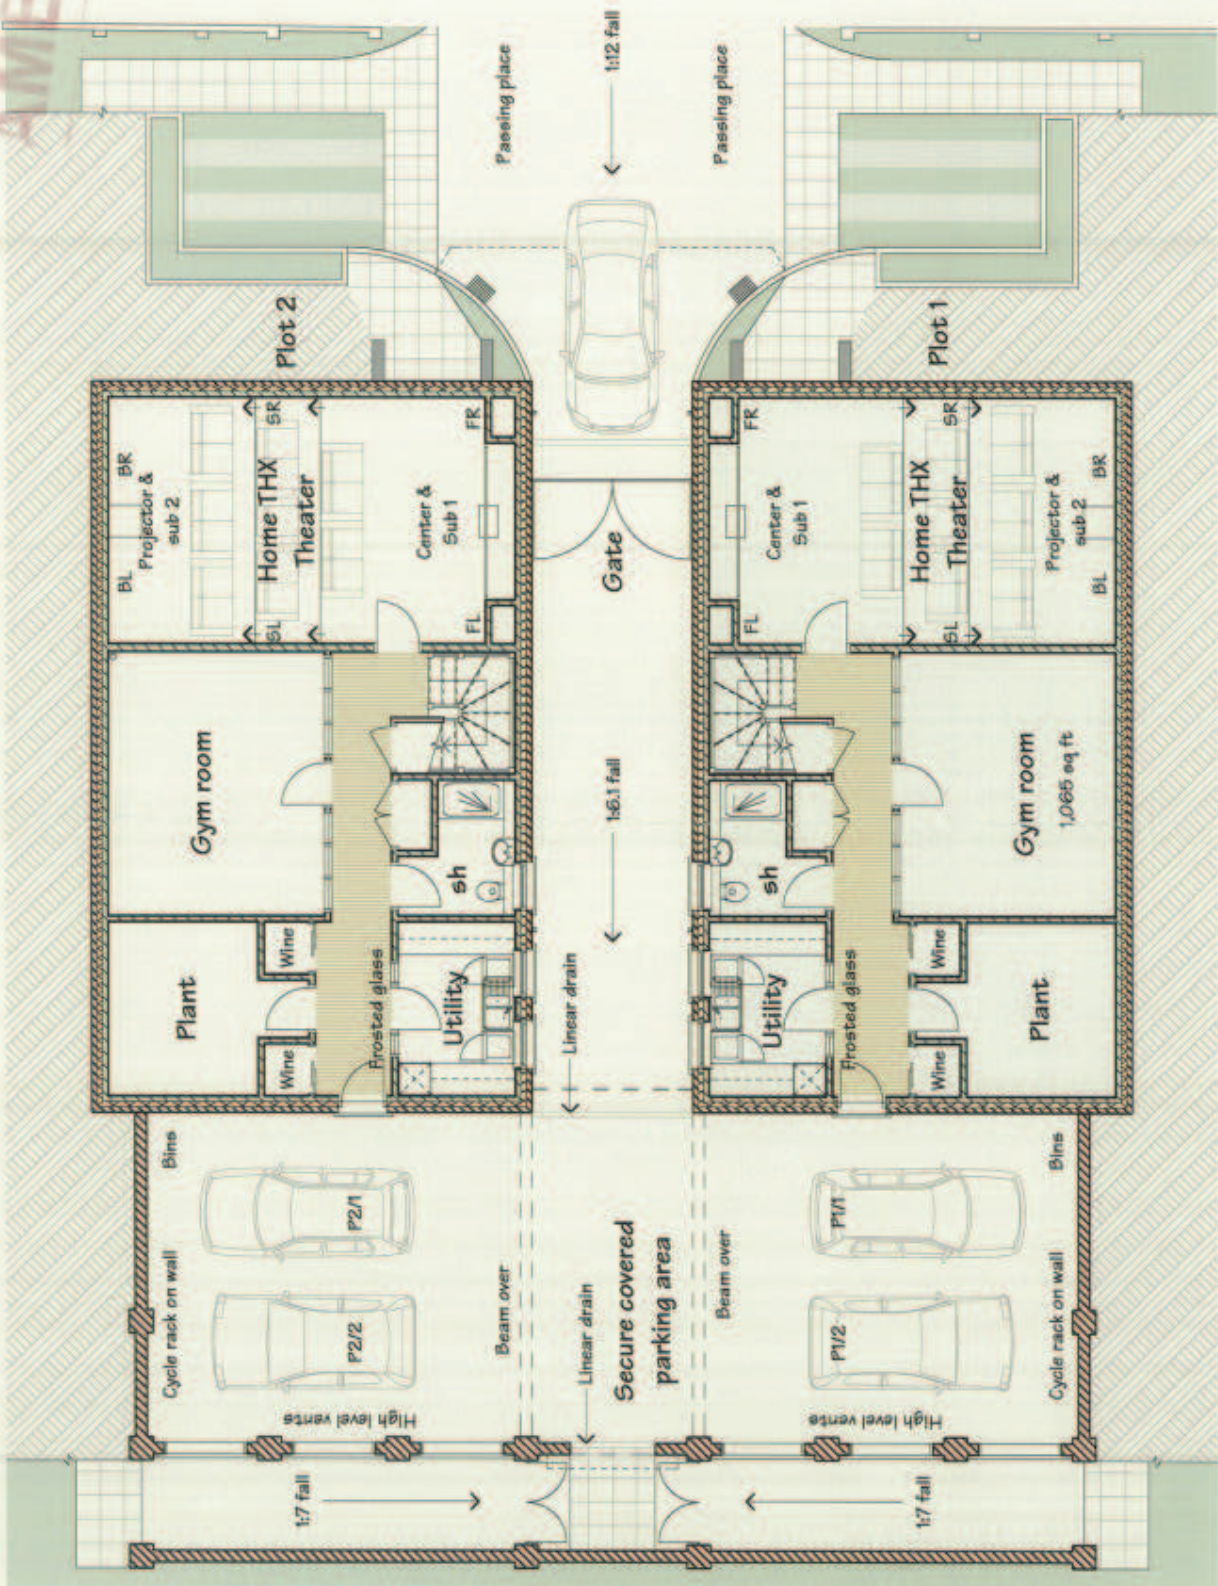 AME
Passing place
1:12 fall
Passing place
Plot 2
Plot 1
BL
BR
Projector &
sub 2
SL
SR
Home THX
Theater
Center &
Sub 1
FL
FR
Gate
FL
FR
Center &
Sub 1
Home THX
Theater
SL
SR
Projector &
sub 2
BL
BR
Gym room
1:6.1 fall
Gym room
1,065 sq ft
sh
sh
Plant
Wine
Wine
Frosted glass
Utility
Linear drain
Utility
Frosted glass
Wine
Wine
Plant
Bins
Cycle rack on wall
P2/1
P2/2
High level vents
Beam over
Linear drain
Secure covered
parking area
Beam over
P1/1
P1/2
High level vents
Bins
Cycle rack on wall
1:7 fall
1:7 fall